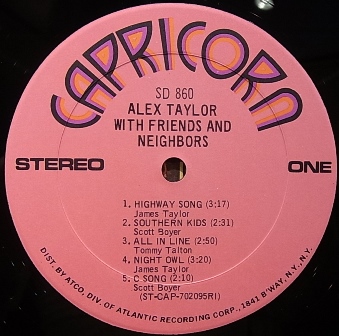 CAPRICORN
SD 860
ALEX TAYLOR
WITH FRIENDS AND
NEIGHBORS
STEREO
ONE
1. HIGHWAY SONG (3:17)
James Taylor
2. SOUTHERN KIDS (2:31)
Scott Boyer
3. ALL IN LINE (2:50)
Tommy Talton
4. NIGHT OWL (3:20)
James Taylor
5. C SONG (2:10)
Scott Boyer
(ST-CAP-702095RI)
DIST. BY ATCO, DIV. OF ATLANTIC RECORDING CORP., 1841 B'WAY, N.Y., N.Y.